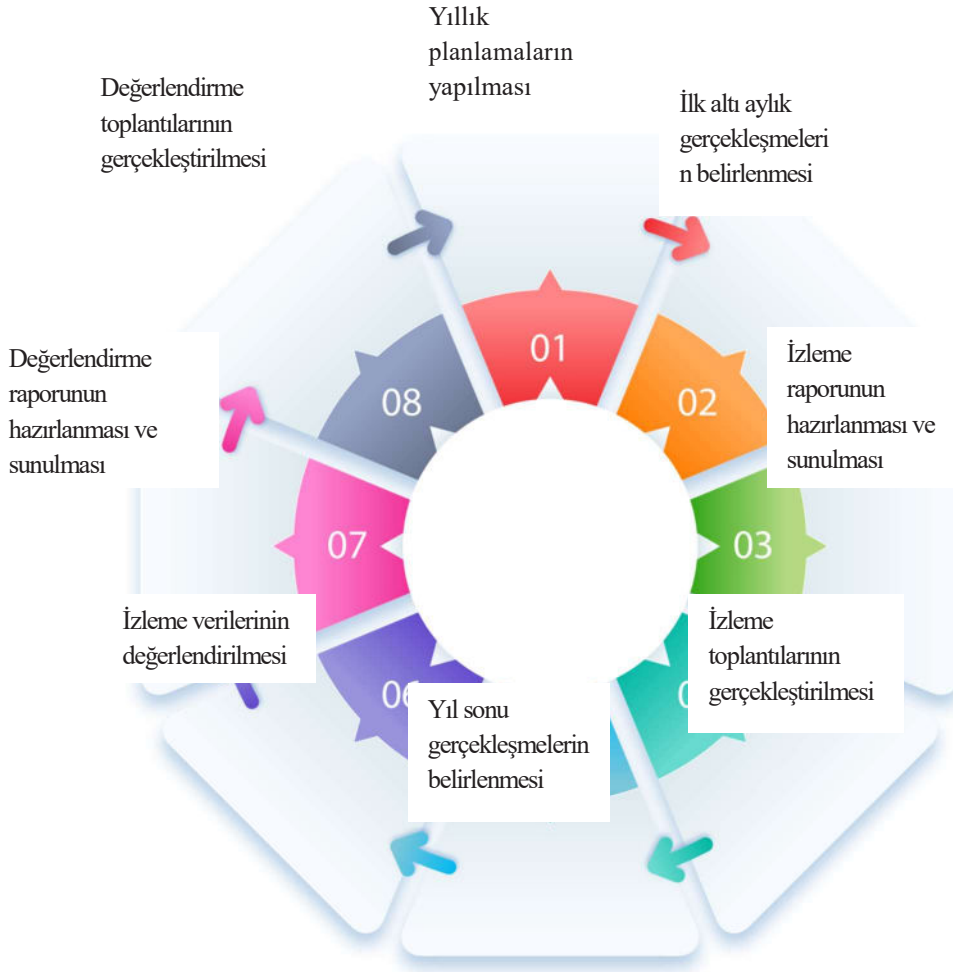 Yıllık
planlamaların
yapılması
Değerlendirme
toplantılarının
gerçekleştirilmesi
İlk altı aylık
gerçekleşmeleri
n belirlenmesi
01
02
08
Değerlendirme
raporunun
hazırlanması ve
sunulması
İzleme
raporunun
hazırlanması ve
sunulması
07
03
İzleme verilerinin
değerlendirilmesi
İzleme
toplantılarının
gerçekleştirilmesi
06
Yıl sonu
gerçekleşmelerin
belirlenmesi